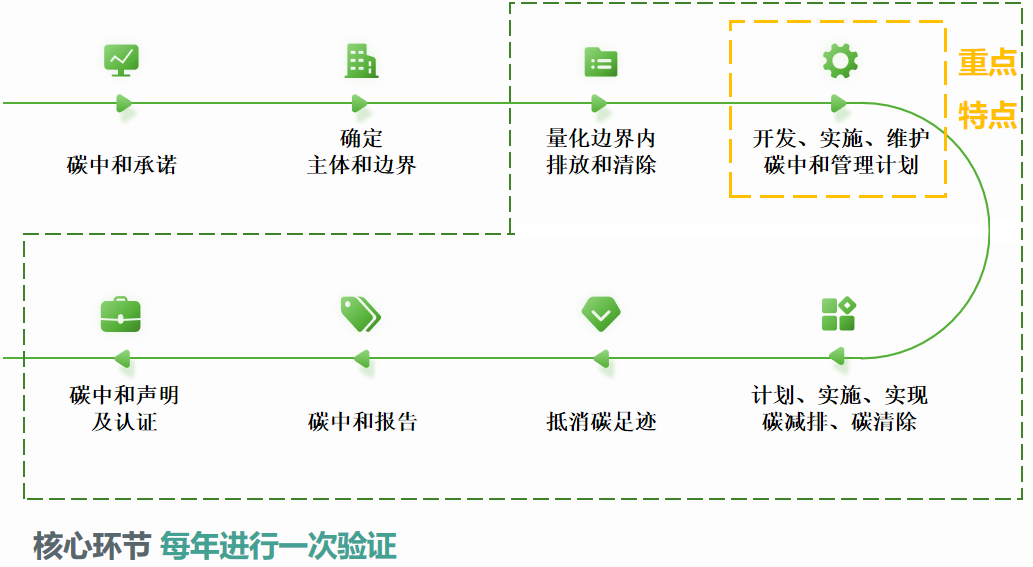 重点
特点
碳中和承诺
确定
主体和边界
量化边界内
排放和清除
开发、实施、维护
碳中和管理计划
碳中和声明
及认证
碳中和报告
抵消碳足迹
计划、实施、实现
碳减排、碳清除
核心环节 每年进行一次验证